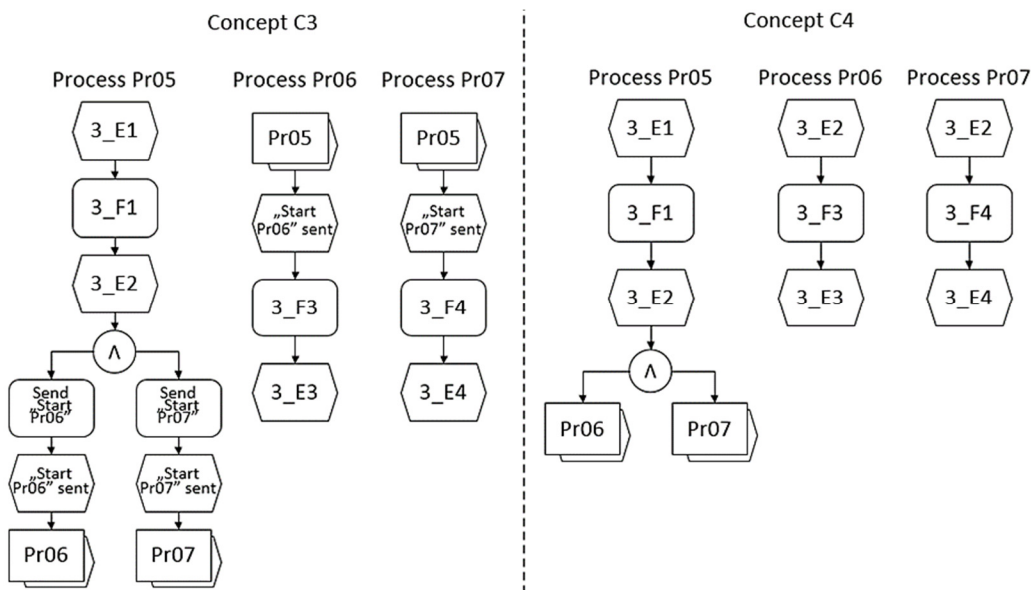 Concept C3
Process Pr05
3_E1
3_F1
3_E2
∧
Send
„Start
Pr06”
Send
„Start
Pr07”
„Start
Pr06” sent
„Start
Pr07” sent
Pr06
Pr07
Process Pr06
Pr05
„Start
Pr06” sent
3_F3
3_E3
Process Pr07
Pr05
„Start
Pr07” sent
3_F4
3_E4
Concept C4
Process Pr05
3_E1
3_F1
3_E2
∧
Pr06
Pr07
Process Pr06
3_E2
3_F3
3_E3
Process Pr07
3_E2
3_F4
3_E4